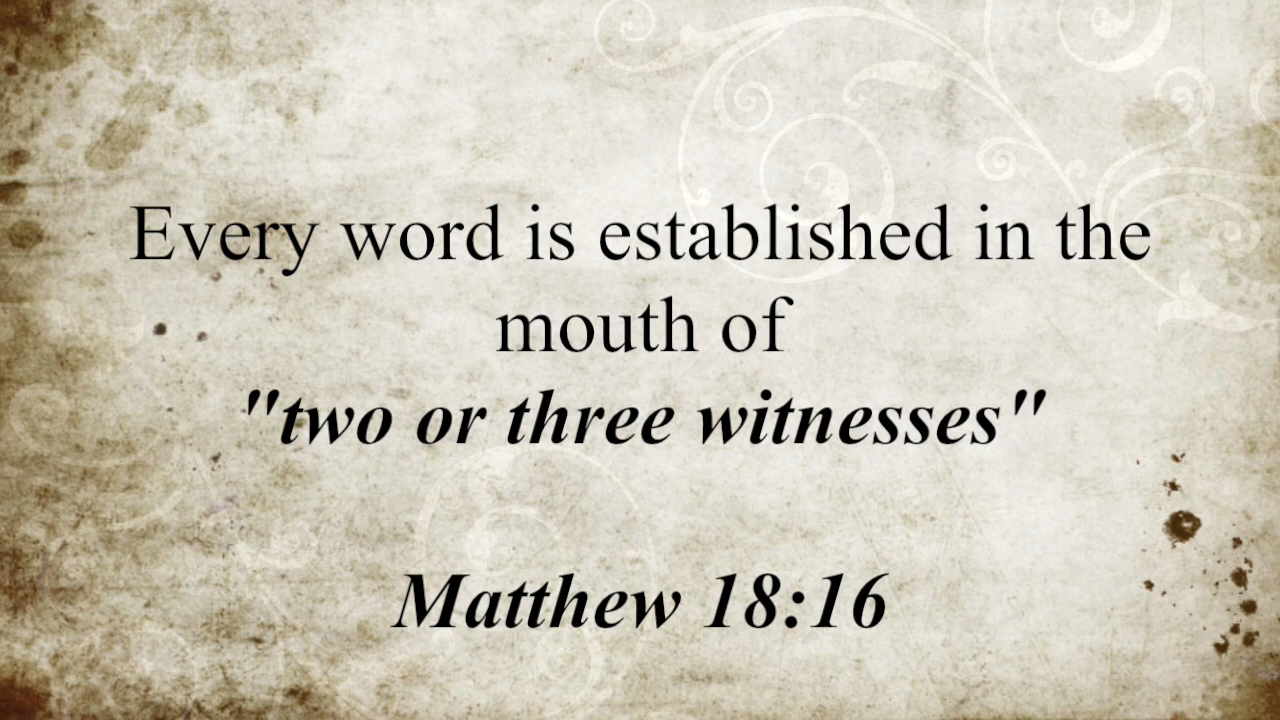 Every word is established in the
mouth of
"two or three witnesses"
Matthew 18:16